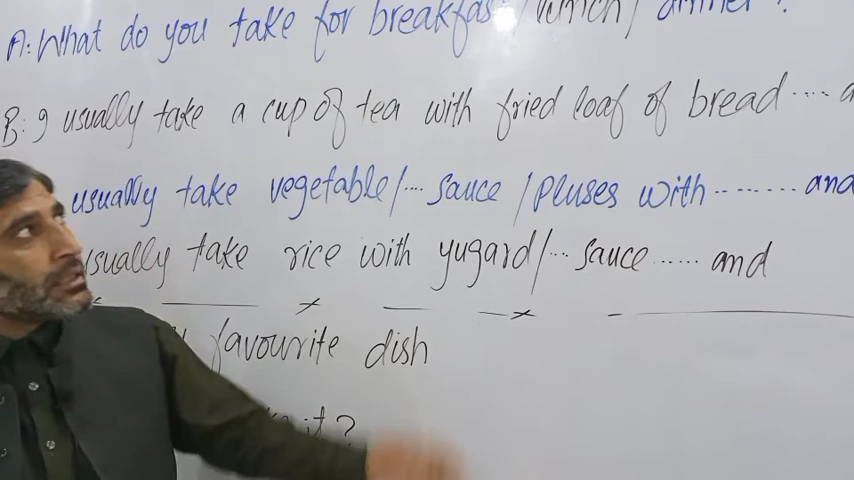 A: What do you take for breakfast / lunch / dinner ?
B: I usually take a cup of tea with fried loaf of bread .... a
usually take vegetable/... sauce / pluses with ........ and
usually take rice with yugard/... sauce ...... and
favourite dish
it?